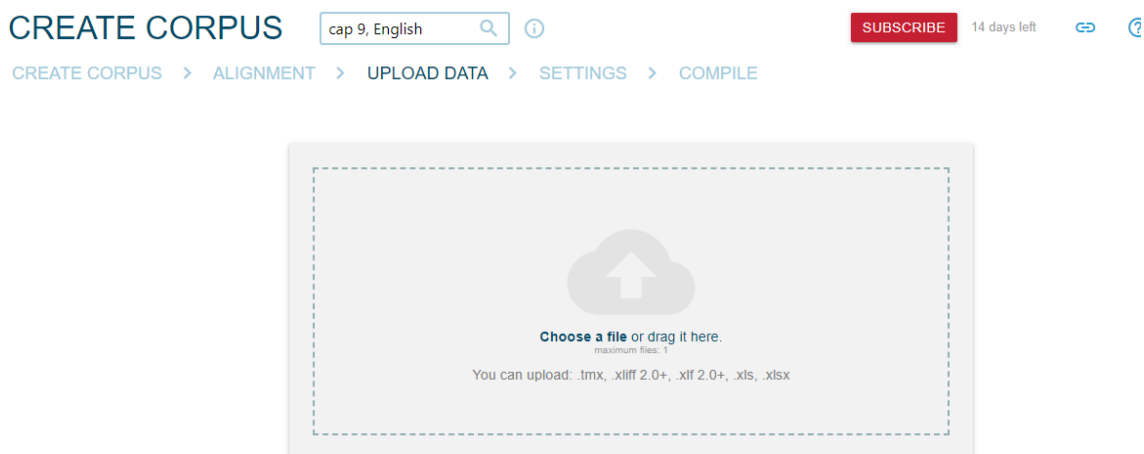 CREATE CORPUS cap 9, English SUBSCRIBE 14 days left
CREATE CORPUS > ALIGNMENT > UPLOAD DATA > SETTINGS > COMPILE
Choose a file or drag it here.
maximum files: 1
You can upload: .tmx, .xliff 2.0+, .xlf 2.0+, .xls, .xlsx